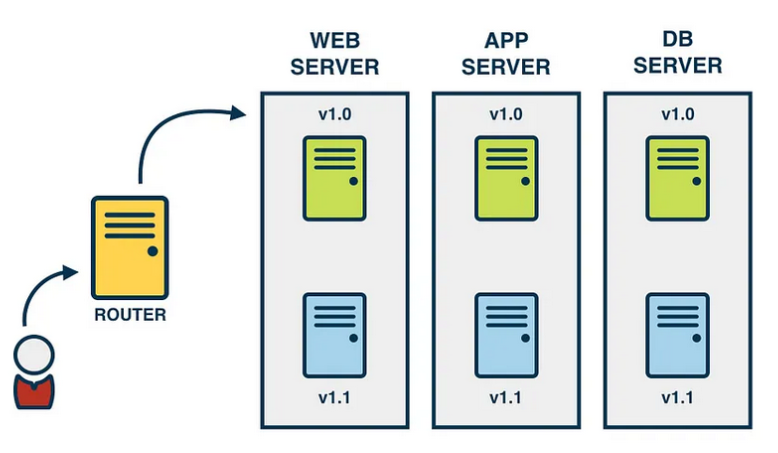 WEB
SERVER
APP
SERVER
DB
SERVER
v1.0
v1.0
v1.0
ROUTER
v1.1
v1.1
v1.1